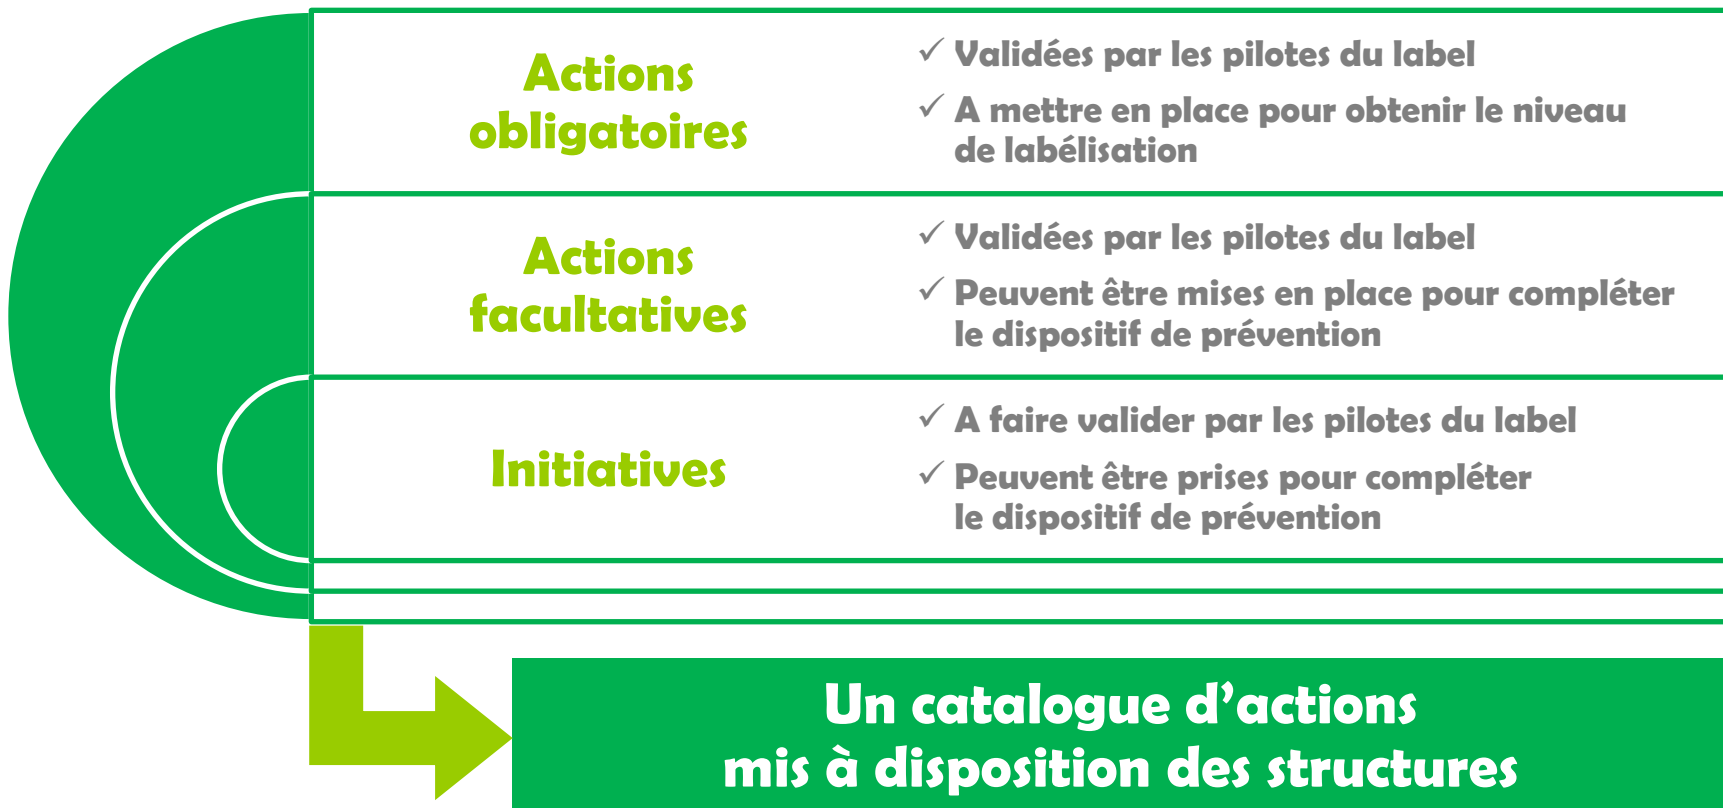 Actions
obligatoires
✓ Validées par les pilotes du label
✓ A mettre en place pour obtenir le niveau
de labélisation
Actions
facultatives
✓ Validées par les pilotes du label
✓ Peuvent être mises en place pour compléter
le dispositif de prévention
Initiatives
✓ A faire valider par les pilotes du label
✓ Peuvent être prises pour compléter
le dispositif de prévention
Un catalogue d’actions
mis à disposition des structures